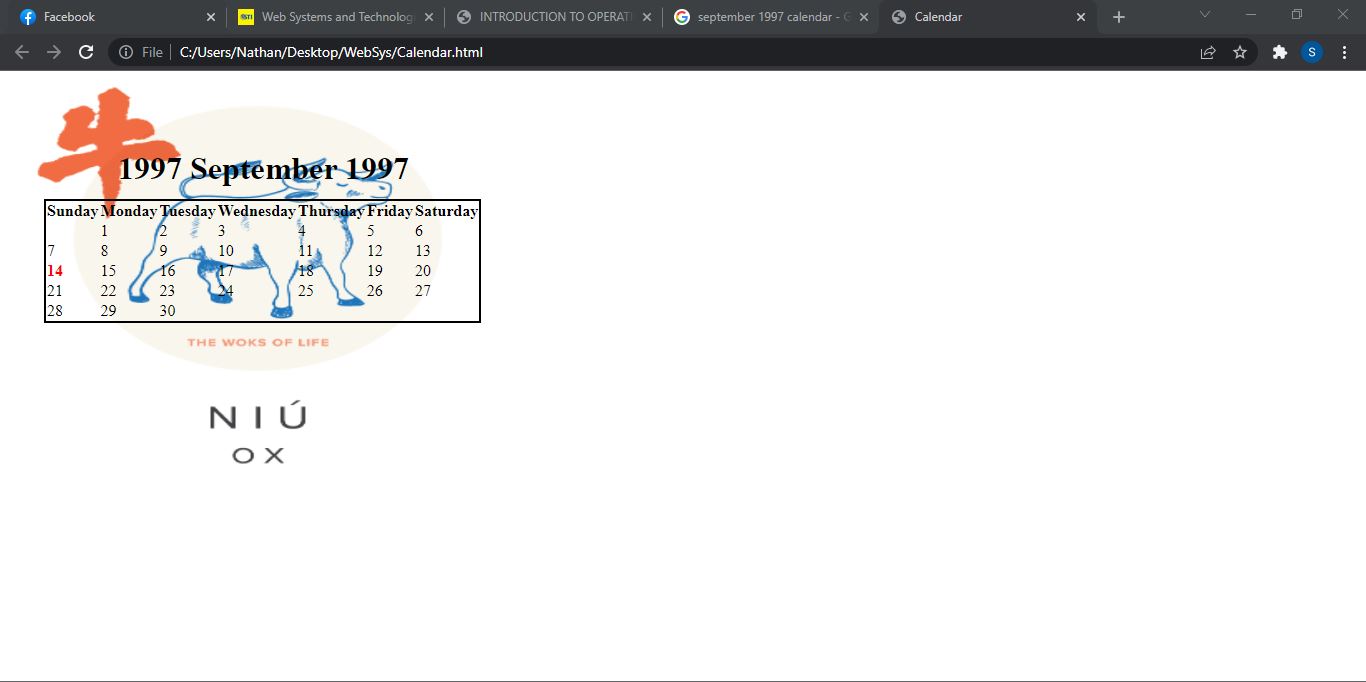 Facebook
Web Systems and Technolog
INTRODUCTION TO OPERAT
september 1997 calendar - G
Calendar
File
C:/Users/Nathan/Desktop/WebSys/Calendar.html
S
牛
1997 September 1997
Sunday Monday Tuesday Wednesday Thursday Friday Saturday
1 2 3 4 5 6
7 8 9 10 11 12 13
14 15 16 17 18 19 20
21 22 23 24 25 26 27
28 29 30
THE WOKS OF LIFE
NIÚ
OX